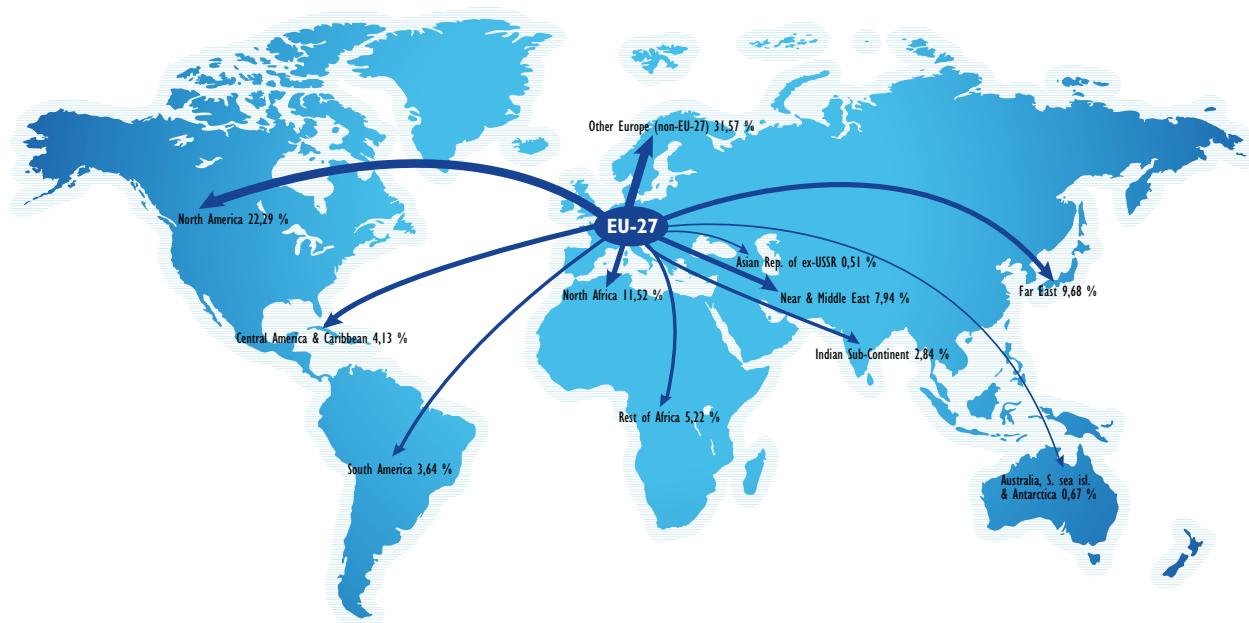 Other Europe (non-EU-27) 31,57 %
North America 22,29 %
EU-27
Asian Rep. of ex-USSR 0,51 %
North Africa 11,52 %
Near & Middle East 7,94 %
Far East 9,68 %
Central America & Caribbean 4,13 %
Indian Sub-Continent 2,84 %
Rest of Africa 5,22 %
South America 3,64 %
Australia, S. sea isl.
& Antarctica 0,67 %